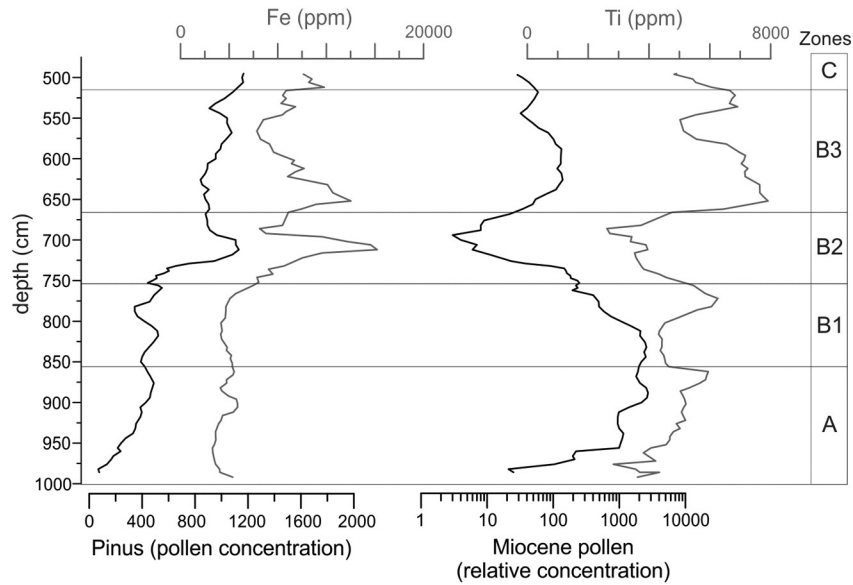 Fe (ppm)
0 20000
Ti (ppm)
0 8000
Zones
depth (cm)
500
550
600
650
700
750
800
850
900
950
1000
C
B3
B2
B1
A
0 400 800 1200 1600 2000
Pinus (pollen concentration)
1 10 100 1000 10000
Miocene pollen
(relative concentration)